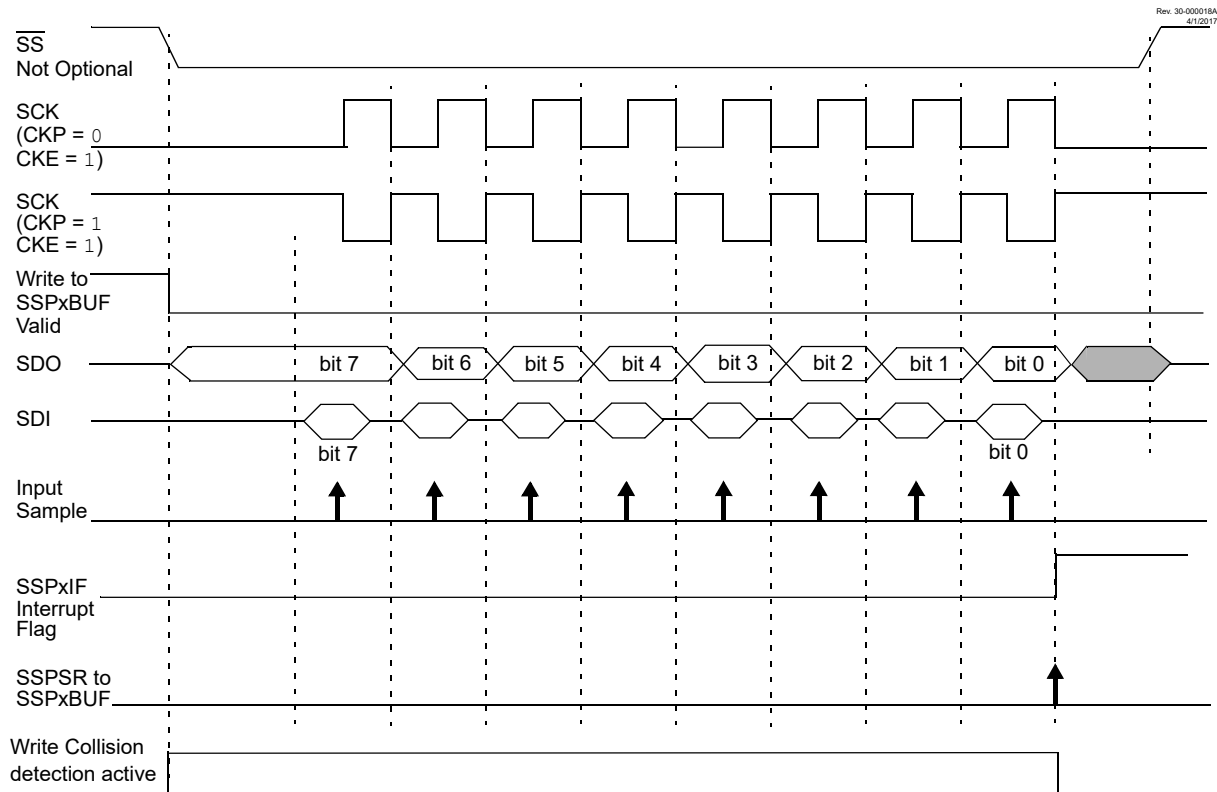 Rev. 30-000018A
4/1/2017
SS
Not Optional
SCK
(CKP = 0
CKE = 1)
SCK
(CKP = 1
CKE = 1)
Write to
SSPxBUF
Valid
SDO
bit 7
bit 6
bit 5
bit 4
bit 3
bit 2
bit 1
bit 0
SDI
bit 7
bit 0
Input
Sample
SSPxIF
Interrupt
Flag
SSPSR to
SSPxBUF
Write Collision
detection active